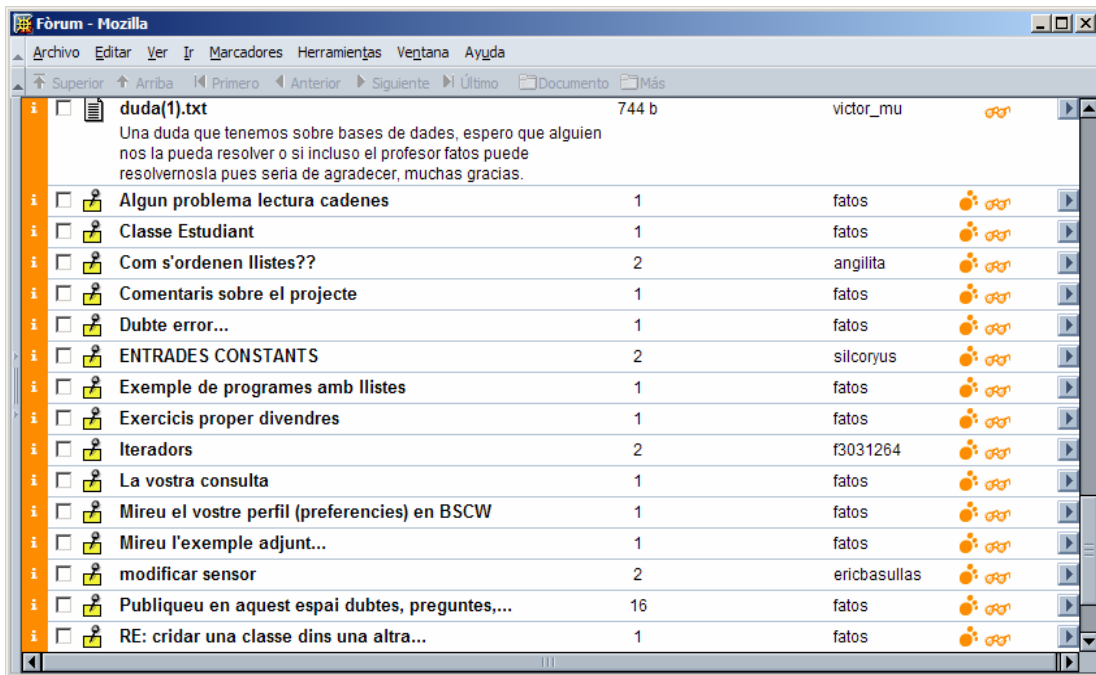 Fòrum - Mozilla
Archivo Editar Ver Ir Marcadores Herramientas Ventana Ayuda
Superior Arriba Primero Anterior Siguiente Último Documento Más
i duda(1).txt 744 b victor_mu
Una duda que tenemos sobre bases de dades, espero que alguien
nos la pueda resolver o si incluso el profesor fatos puede
resolvernosla pues seria de agradecer, muchas gracias.
i Algun problema lectura cadenes 1 fatos
i Classe Estudiant 1 fatos
i Com s'ordenen llistes?? 2 angilita
i Comentaris sobre el projecte 1 fatos
i Dubte error... 1 fatos
i ENTRADES CONSTANTS 2 silcoryus
i Exemple de programes amb llistes 1 fatos
i Exercicis proper divendres 1 fatos
i Iteradors 2 f3031264
i La vostra consulta 1 fatos
i Mireu el vostre perfil (preferencies) en BSCW 1 fatos
i Mireu l'exemple adjunt... 1 fatos
i modificar sensor 2 ericbasullas
i Publiqueu en aquest espai dubtes, preguntes,... 16 fatos
i RE: cridar una classe dins una altra... 1 fatos